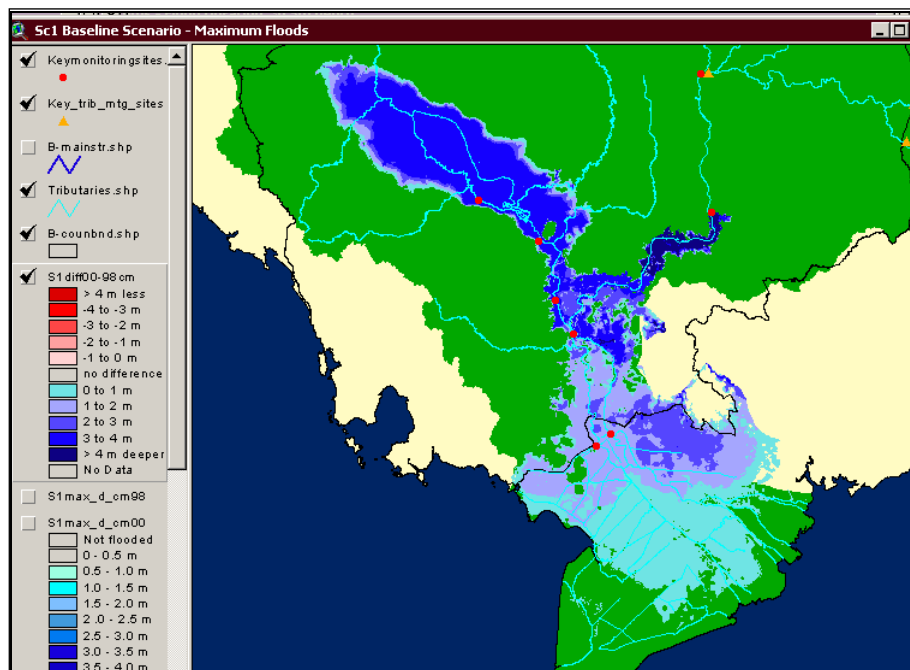 Sc1 Baseline Scenario - Maximum Floods
Keymonitoringsites.
Key_trib_mtg_sites
B-mainstr.shp
Tributaries.shp
B-counbnd.shp
S1diff00-98cm
> 4 m less
-4 to -3 m
-3 to -2 m
-2 to -1 m
-1 to 0 m
no difference
0 to 1 m
1 to 2 m
2 to 3 m
3 to 4 m
> 4 m deeper
No Data
S1max_d_cm98
S1max_d_cm00
Not flooded
0 - 0.5 m
0.5 - 1.0 m
1.0 - 1.5 m
1.5 - 2.0 m
2.0 - 2.5 m
2.5 - 3.0 m
3.0 - 3.5 m
3.5 - 4.0 m